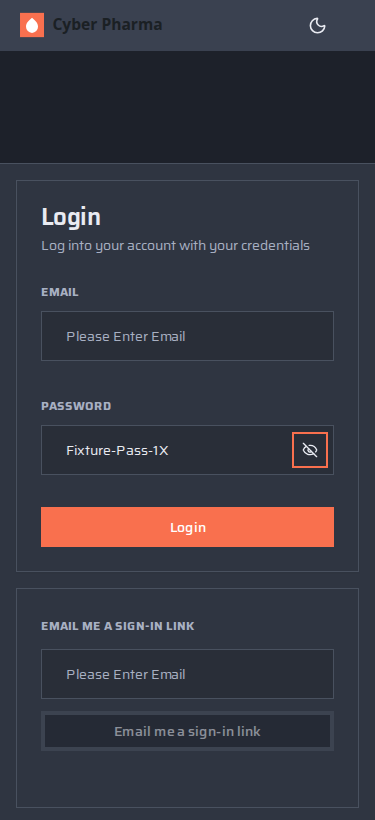 Cyber Pharma
Login
Log into your account with your credentials
EMAIL
Please Enter Email
PASSWORD
Fixture-Pass-1X
Login
EMAIL ME A SIGN-IN LINK
Please Enter Email
Email me a sign-in link